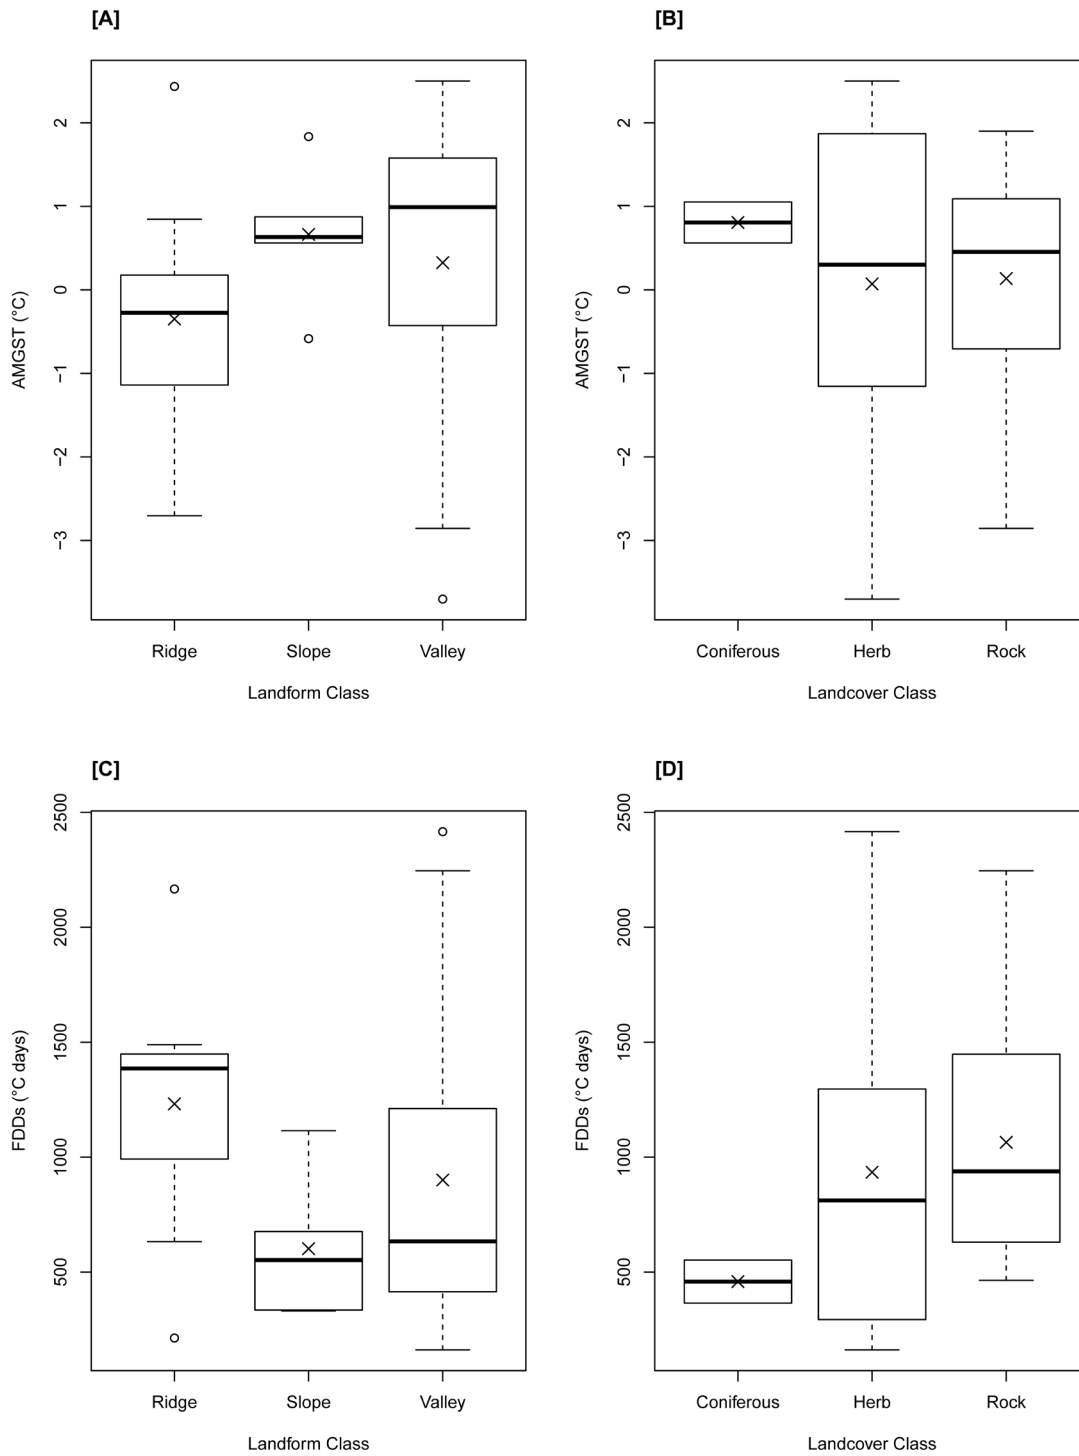 [A]
AMGST (°C)
2
1
0
−1
−2
−3
Ridge Slope Valley
Landform Class
[B]
AMGST (°C)
2
1
0
−1
−2
−3
Coniferous Herb Rock
Landcover Class
[C]
FDDs (°C days)
2500
2000
1500
1000
500
Ridge Slope Valley
Landform Class
[D]
FDDs (°C days)
2500
2000
1500
1000
500
Coniferous Herb Rock
Landcover Class